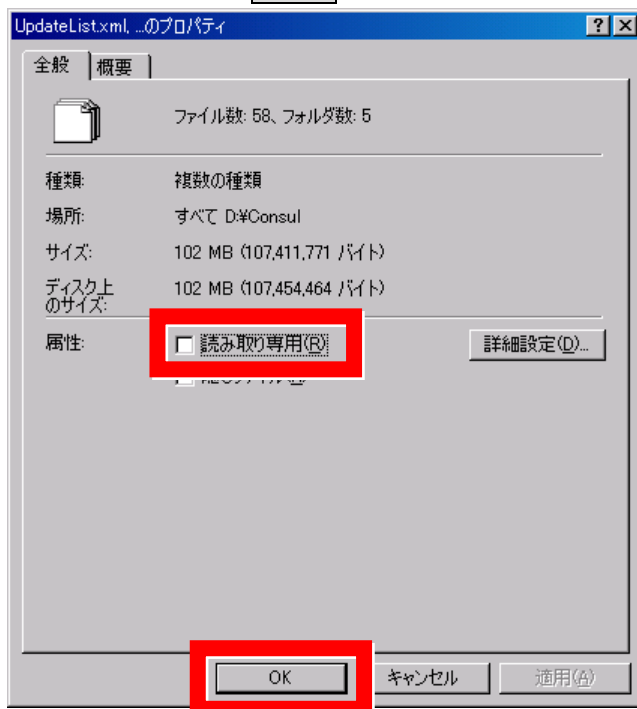 UpdateList.xml, ...のプロパティ
全般
概要
ファイル数: 58、フォルダ数: 5
種類: 複数の種類
場所: すべて D:¥Consul
サイズ: 102 MB (107,411,771 バイト)
ディスク上
のサイズ: 102 MB (107,454,464 バイト)
属性: 読み取り専用(R) 詳細設定(D)...
OK キャンセル 適用(A)